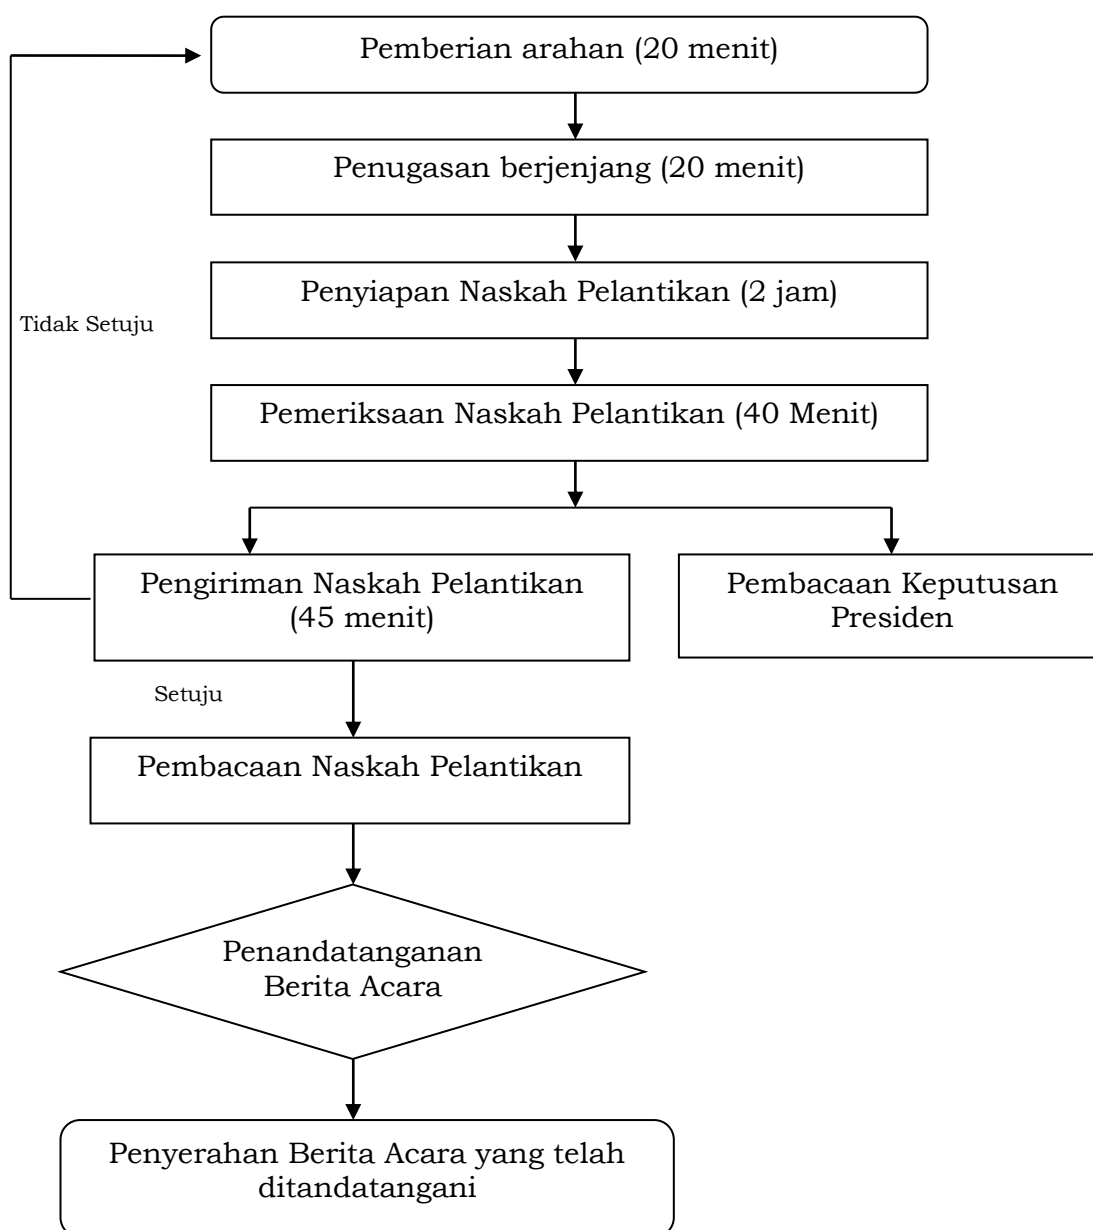 Pemberian arahan (20 menit)
Penugasan berjenjang (20 menit)
Penyiapan Naskah Pelantikan (2 jam)
Tidak Setuju
Pemeriksaan Naskah Pelantikan (40 Menit)
Pengiriman Naskah Pelantikan
(45 menit)
Pembacaan Keputusan
Presiden
Setuju
Pembacaan Naskah Pelantikan
Penandatanganan
Berita Acara
Penyerahan Berita Acara yang telah
ditandatangani